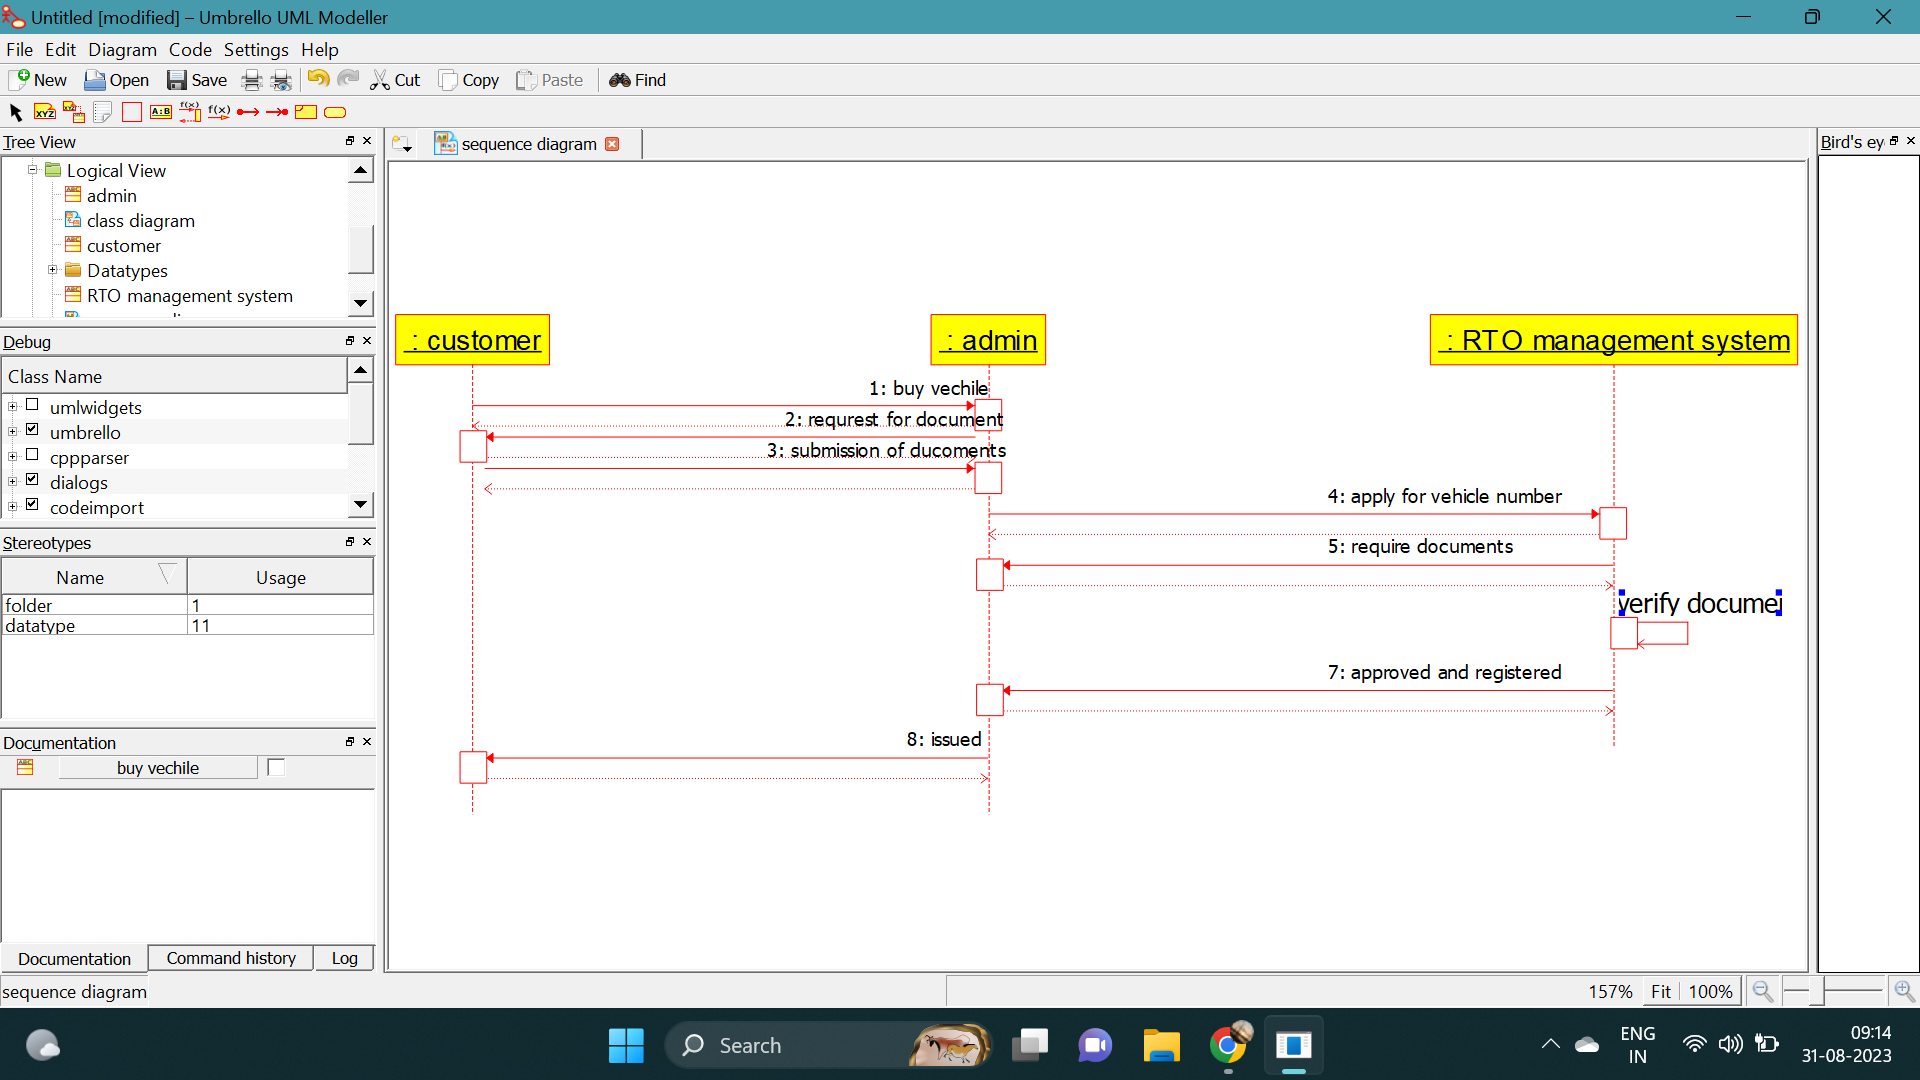 Untitled [modified] – Umbrello UML Modeller
File Edit Diagram Code Settings Help
New Open Save Cut Copy Paste Find
XYZ XYZ A:B f(x) f(x)
Tree View
sequence diagram
Bird's ey
Logical View
admin
class diagram
customer
Datatypes
RTO management system
Debug
Class Name
umlwidgets
umbrello
cppparser
dialogs
codeimport
Stereotypes
Name Usage
folder 1
datatype 11
Documentation
buy vechile
Documentation Command history Log
: customer
: admin
: RTO management system
1: buy vechile
2: requrest for document
3: submission of ducoments
4: apply for vehicle number
5: require documents
verify documei
7: approved and registered
8: issued
sequence diagram
157% Fit 100%
Search
ENG
IN
09:14
31-08-2023